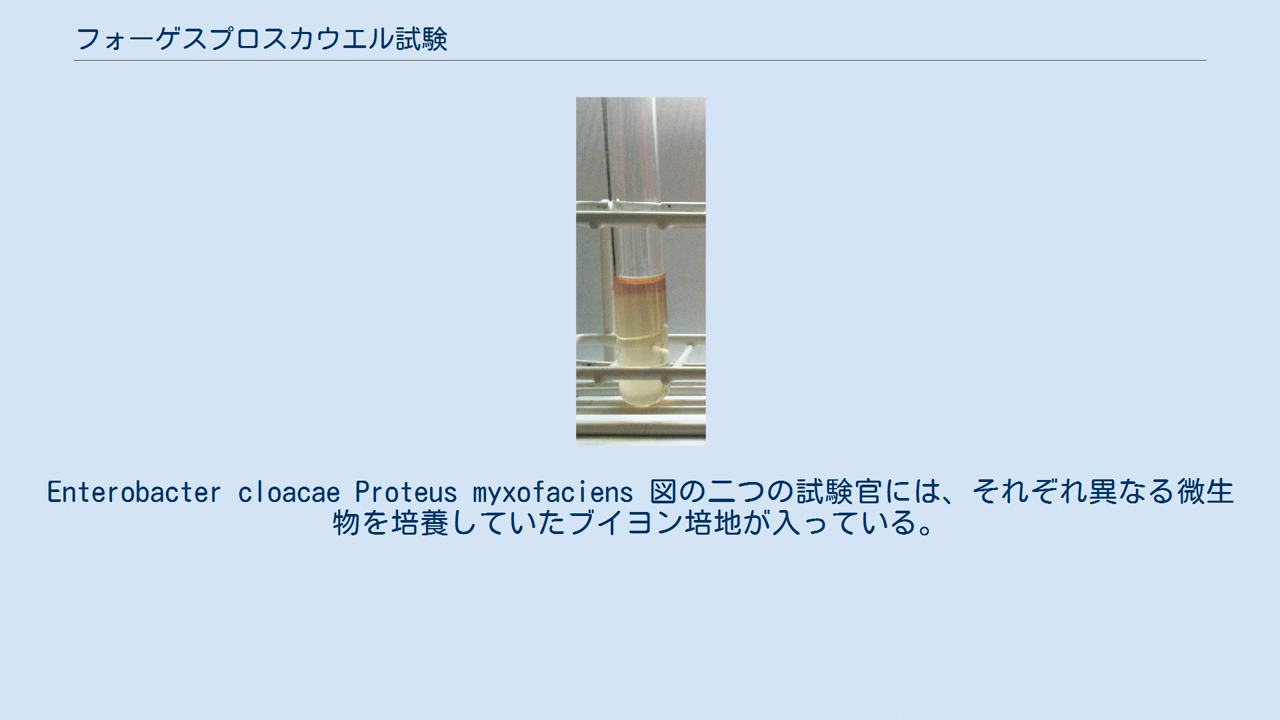 フォーゲスプロスカウエル試験
Enterobacter cloacae Proteus myxofaciens 図の二つの試験官には、それぞれ異なる微生
物を培養していたブイヨン培地が入っている。